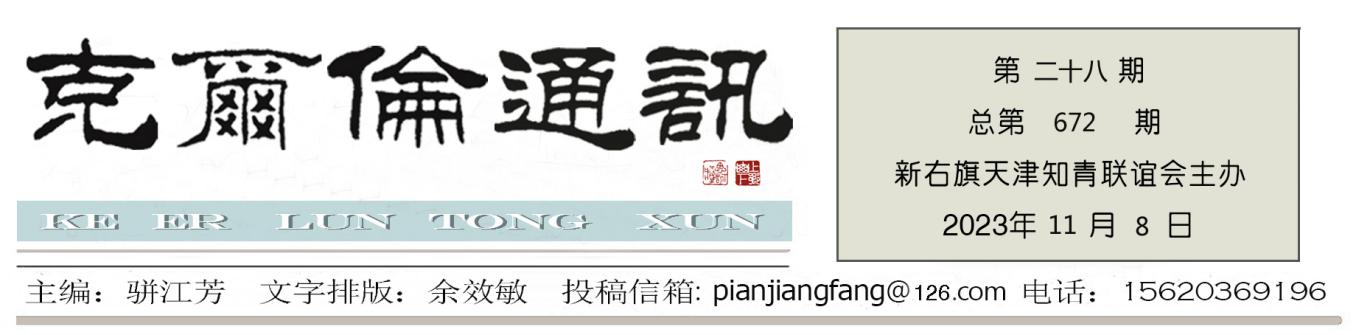 克爾倫通訊
KE ER LUN TONG XUN
第 二十八 期
总第 672 期
新右旗天津知青联谊会主办
2023年 11 月 8 日
主编：骈江芳 文字排版：余效敏 投稿信箱: pianjiangfang@126.com 电话：15620369196